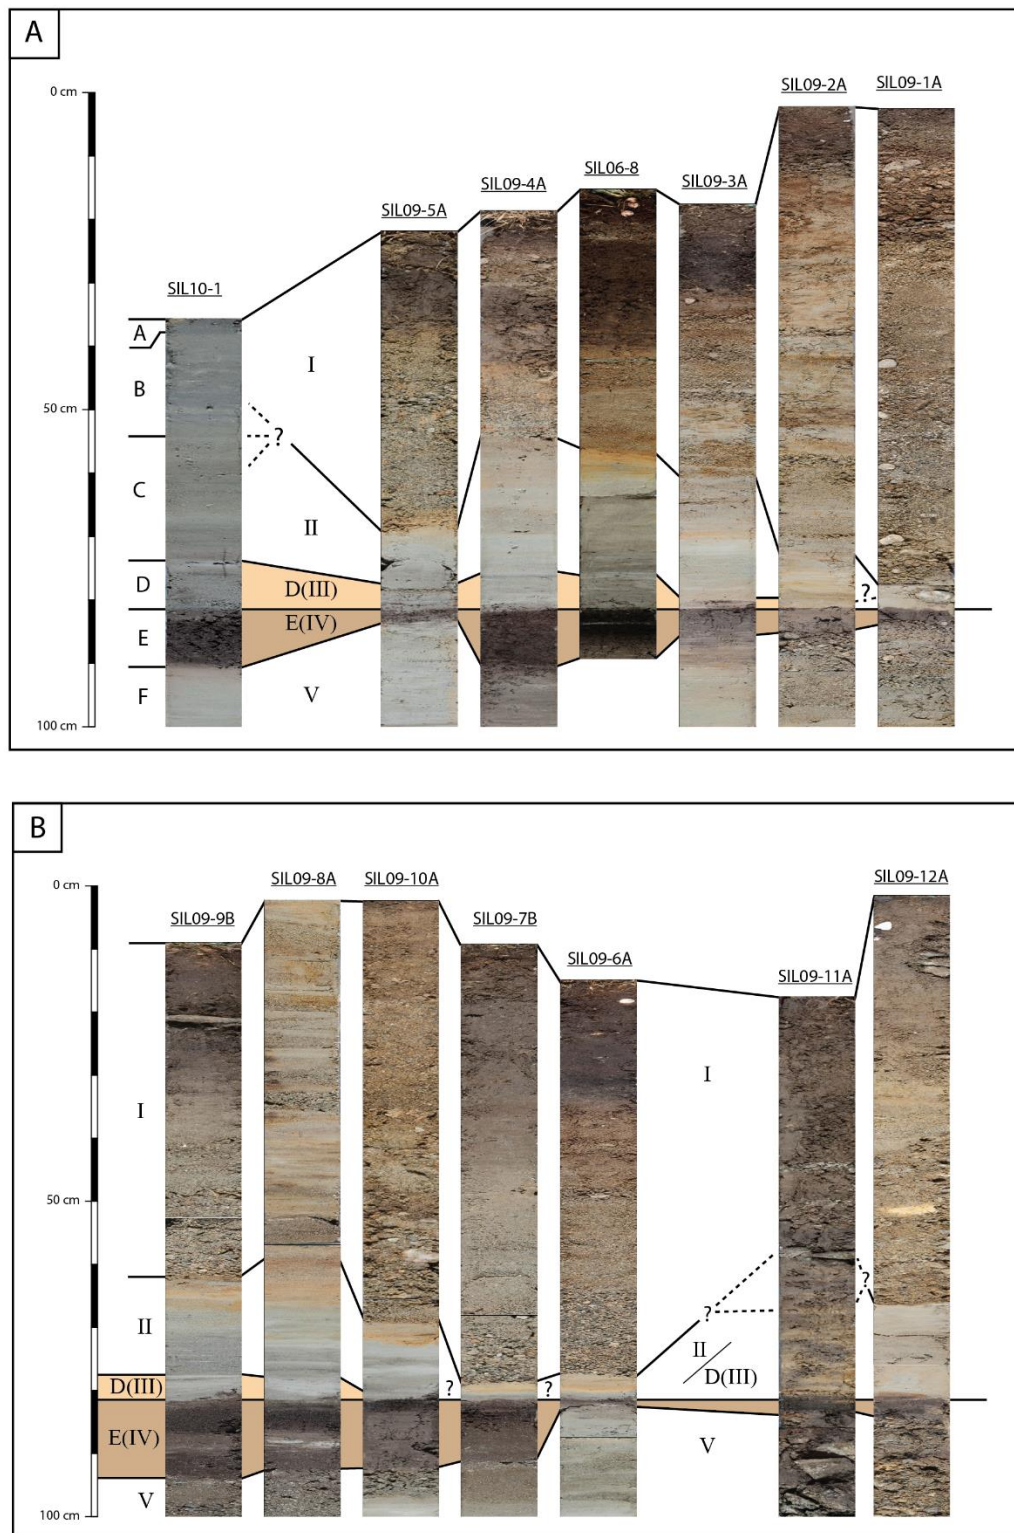 A
0 cm
SIL09-2A
SIL09-1A
SIL06-8
SIL09-4A
SIL09-3A
SIL09-5A
SIL10-1
A
B
I
50 cm
?
C
II
D
D(III)
?
E
E(IV)
F
V
100 cm
B
0 cm
SIL09-8A
SIL09-10A
SIL09-12A
SIL09-9B
SIL09-7B
SIL09-6A
SIL09-11A
I
I
50 cm
?
?
II
II
D(III)
D(III)
?
?
E(IV)
V
V
100 cm